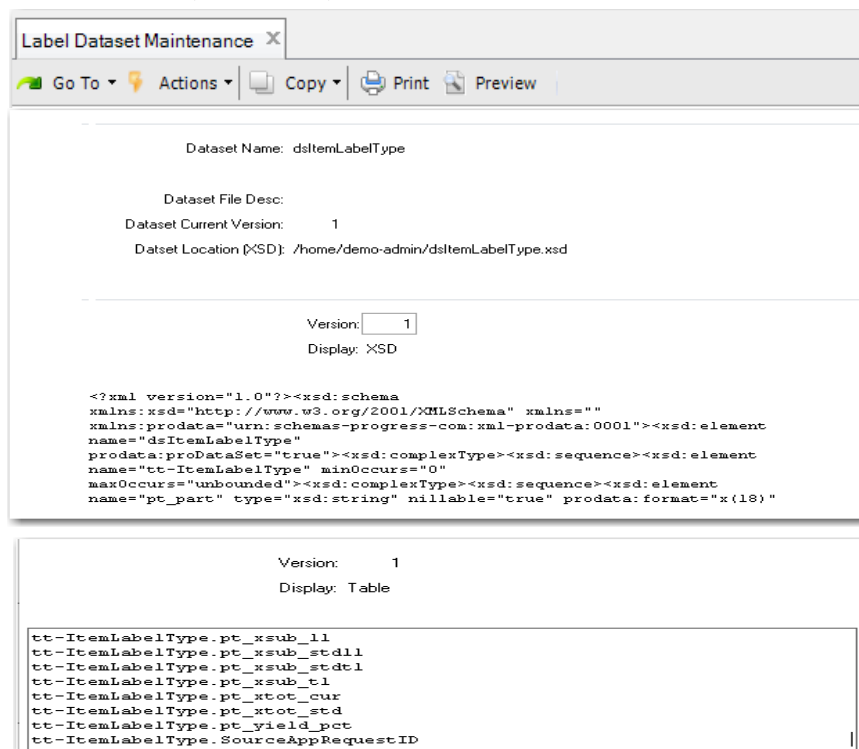 Label Dataset Maintenance
Go To Actions Copy Print Preview
Dataset Name: dsItemLabelType
Dataset File Desc:
Dataset Current Version: 1
Datset Location (XSD): /home/demo-admin/dsItemLabelType.xsd
Version: 1
Display: XSD
<?xml version="1.0"?><xsd:schema
xmlns:xsd="http://www.w3.org/2001/XMLSchema" xmlns=""
xmlns:prodata="urn:schemas-progress-com:xml-prodata:0001"><xsd:element
name="dsItemLabelType"
prodata:proDataSet="true"><xsd:complexType><xsd:sequence><xsd:element
name="tt-ItemLabelType" minOccurs="0"
maxOccurs="unbounded"><xsd:complexType><xsd:sequence><xsd:element
name="pt_part" type="xsd:string" nillable="true" prodata:format="x(18)"
Version: 1
Display: Table
tt-ItemLabelType.pt_xsub_ll
tt-ItemLabelType.pt_xsub_stdll
tt-ItemLabelType.pt_xsub_stdtl
tt-ItemLabelType.pt_xsub_tl
tt-ItemLabelType.pt_xtot_cur
tt-ItemLabelType.pt_xtot_std
tt-ItemLabelType.pt_yield_pct
tt-ItemLabelType.SourceAppRequestID